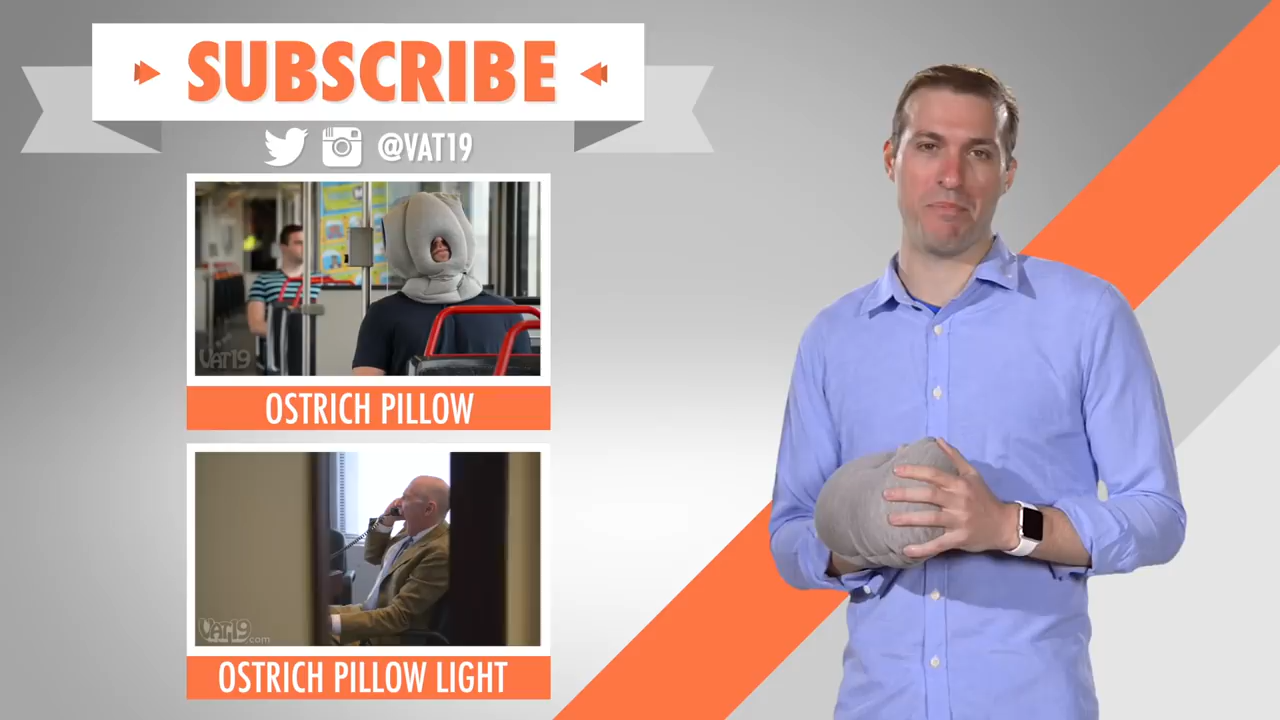 SUBSCRIBE
@VAT19
VAT19
OSTRICH PILLOW
VAT19.com
OSTRICH PILLOW LIGHT